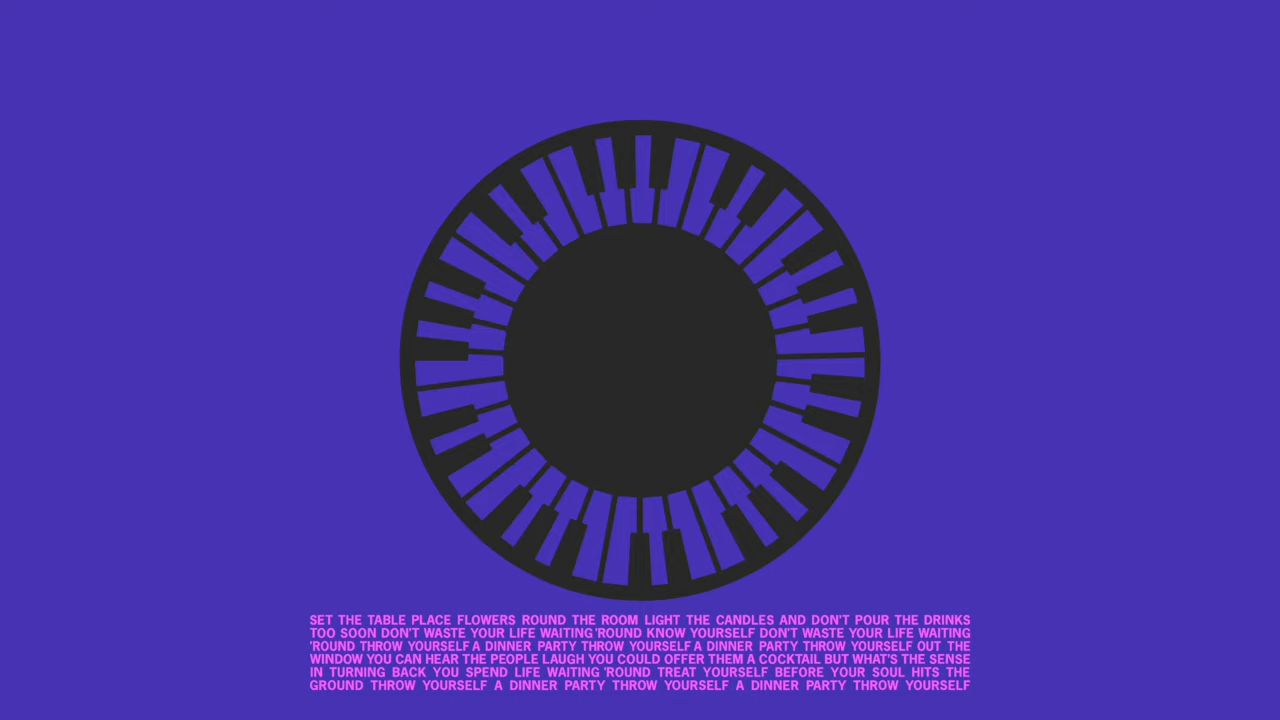 SET THE TABLE PLACE FLOWERS ROUND THE ROOM LIGHT THE CANDLES AND DON'T POUR THE DRINKS
TOO SOON DON'T WASTE YOUR LIFE WAITING 'ROUND KNOW YOURSELF DON'T WASTE YOUR LIFE WAITING
'ROUND THROW YOURSELF A DINNER PARTY THROW YOURSELF A DINNER PARTY THROW YOURSELF OUT THE
WINDOW YOU CAN HEAR THE PEOPLE LAUGH YOU COULD OFFER THEM A COCKTAIL BUT WHAT'S THE SENSE
IN TURNING BACK YOU SPEND LIFE WAITING 'ROUND TREAT YOURSELF BEFORE YOUR SOUL HITS THE
GROUND THROW YOURSELF A DINNER PARTY THROW YOURSELF A DINNER PARTY THROW YOURSELF